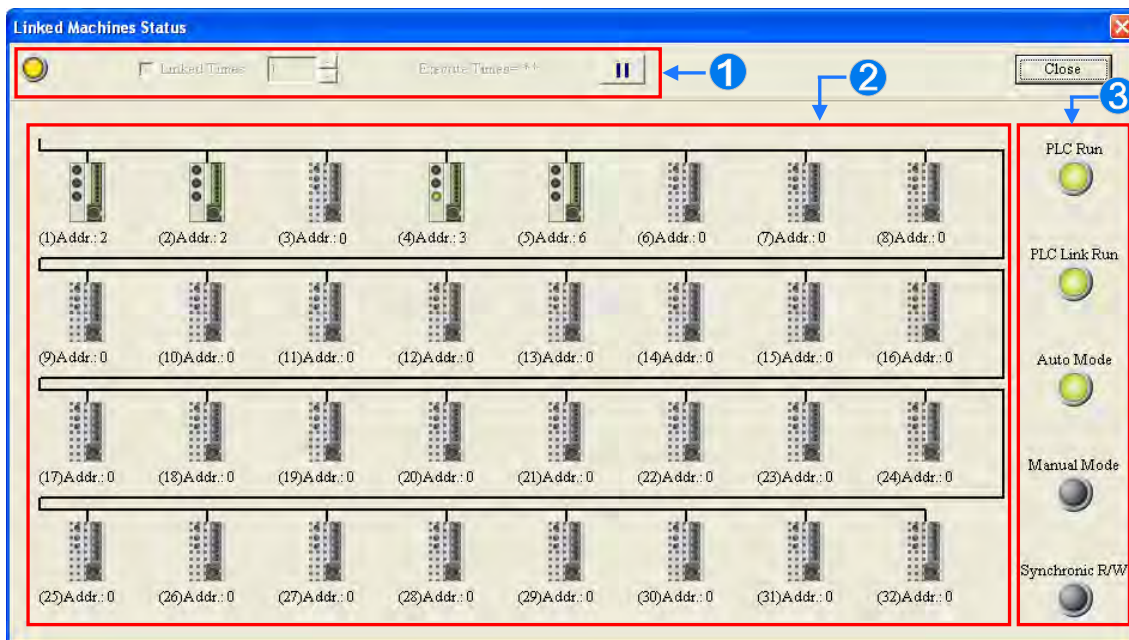 Linked Machines Status
Linked Times 1 Execute Times= ** 1 Close
2
3
(1)Addr.: 2 (2)Addr.: 2 (3)Addr.: 0 (4)Addr.: 3 (5)Addr.: 6 (6)Addr.: 0 (7)Addr.: 0 (8)Addr.: 0
PLC Run
(9)Addr.: 0 (10)Addr.: 0 (11)Addr.: 0 (12)Addr.: 0 (13)Addr.: 0 (14)Addr.: 0 (15)Addr.: 0 (16)Addr.: 0
PLC Link Run
Auto Mode
(17)Addr.: 0 (18)Addr.: 0 (19)Addr.: 0 (20)Addr.: 0 (21)Addr.: 0 (22)Addr.: 0 (23)Addr.: 0 (24)Addr.: 0
Manual Mode
(25)Addr.: 0 (26)Addr.: 0 (27)Addr.: 0 (28)Addr.: 0 (29)Addr.: 0 (30)Addr.: 0 (31)Addr.: 0 (32)Addr.: 0
Synchronic R/W